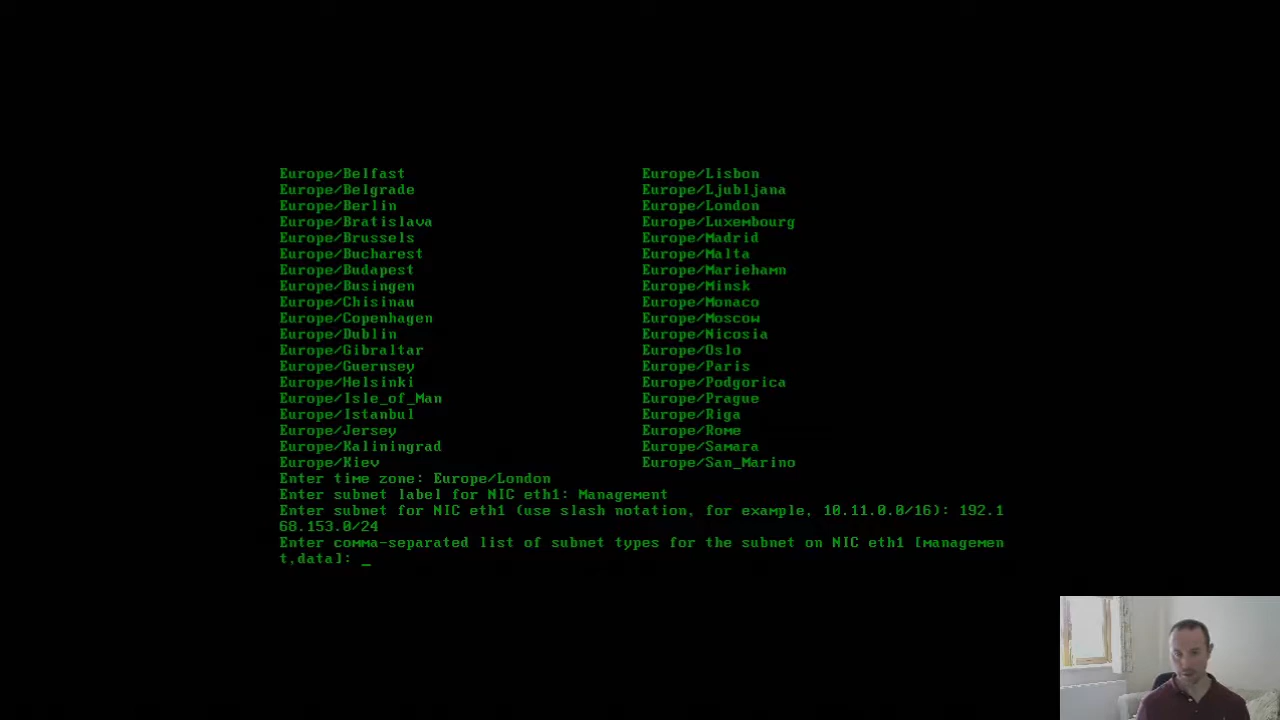 Europe/Belfast Europe/Lisbon
Europe/Belgrade Europe/Ljubljana
Europe/Berlin Europe/London
Europe/Bratislava Europe/Luxembourg
Europe/Brussels Europe/Madrid
Europe/Bucharest Europe/Malta
Europe/Budapest Europe/Mariehamn
Europe/Busingen Europe/Minsk
Europe/Chisinau Europe/Monaco
Europe/Copenhagen Europe/Moscow
Europe/Dublin Europe/Nicosia
Europe/Gibraltar Europe/Oslo
Europe/Guernsey Europe/Paris
Europe/Helsinki Europe/Podgorica
Europe/Isle_of_Man Europe/Prague
Europe/Istanbul Europe/Riga
Europe/Jersey Europe/Rome
Europe/Kaliningrad Europe/Samara
Europe/Kiev Europe/San_Marino
Enter time zone: Europe/London
Enter subnet label for NIC eth1: Management
Enter subnet for NIC eth1 (use slash notation, for example, 10.11.0.0/16): 192.1
68.153.0/24
Enter comma-separated list of subnet types for the subnet on NIC eth1 [managemen
t,data]: _